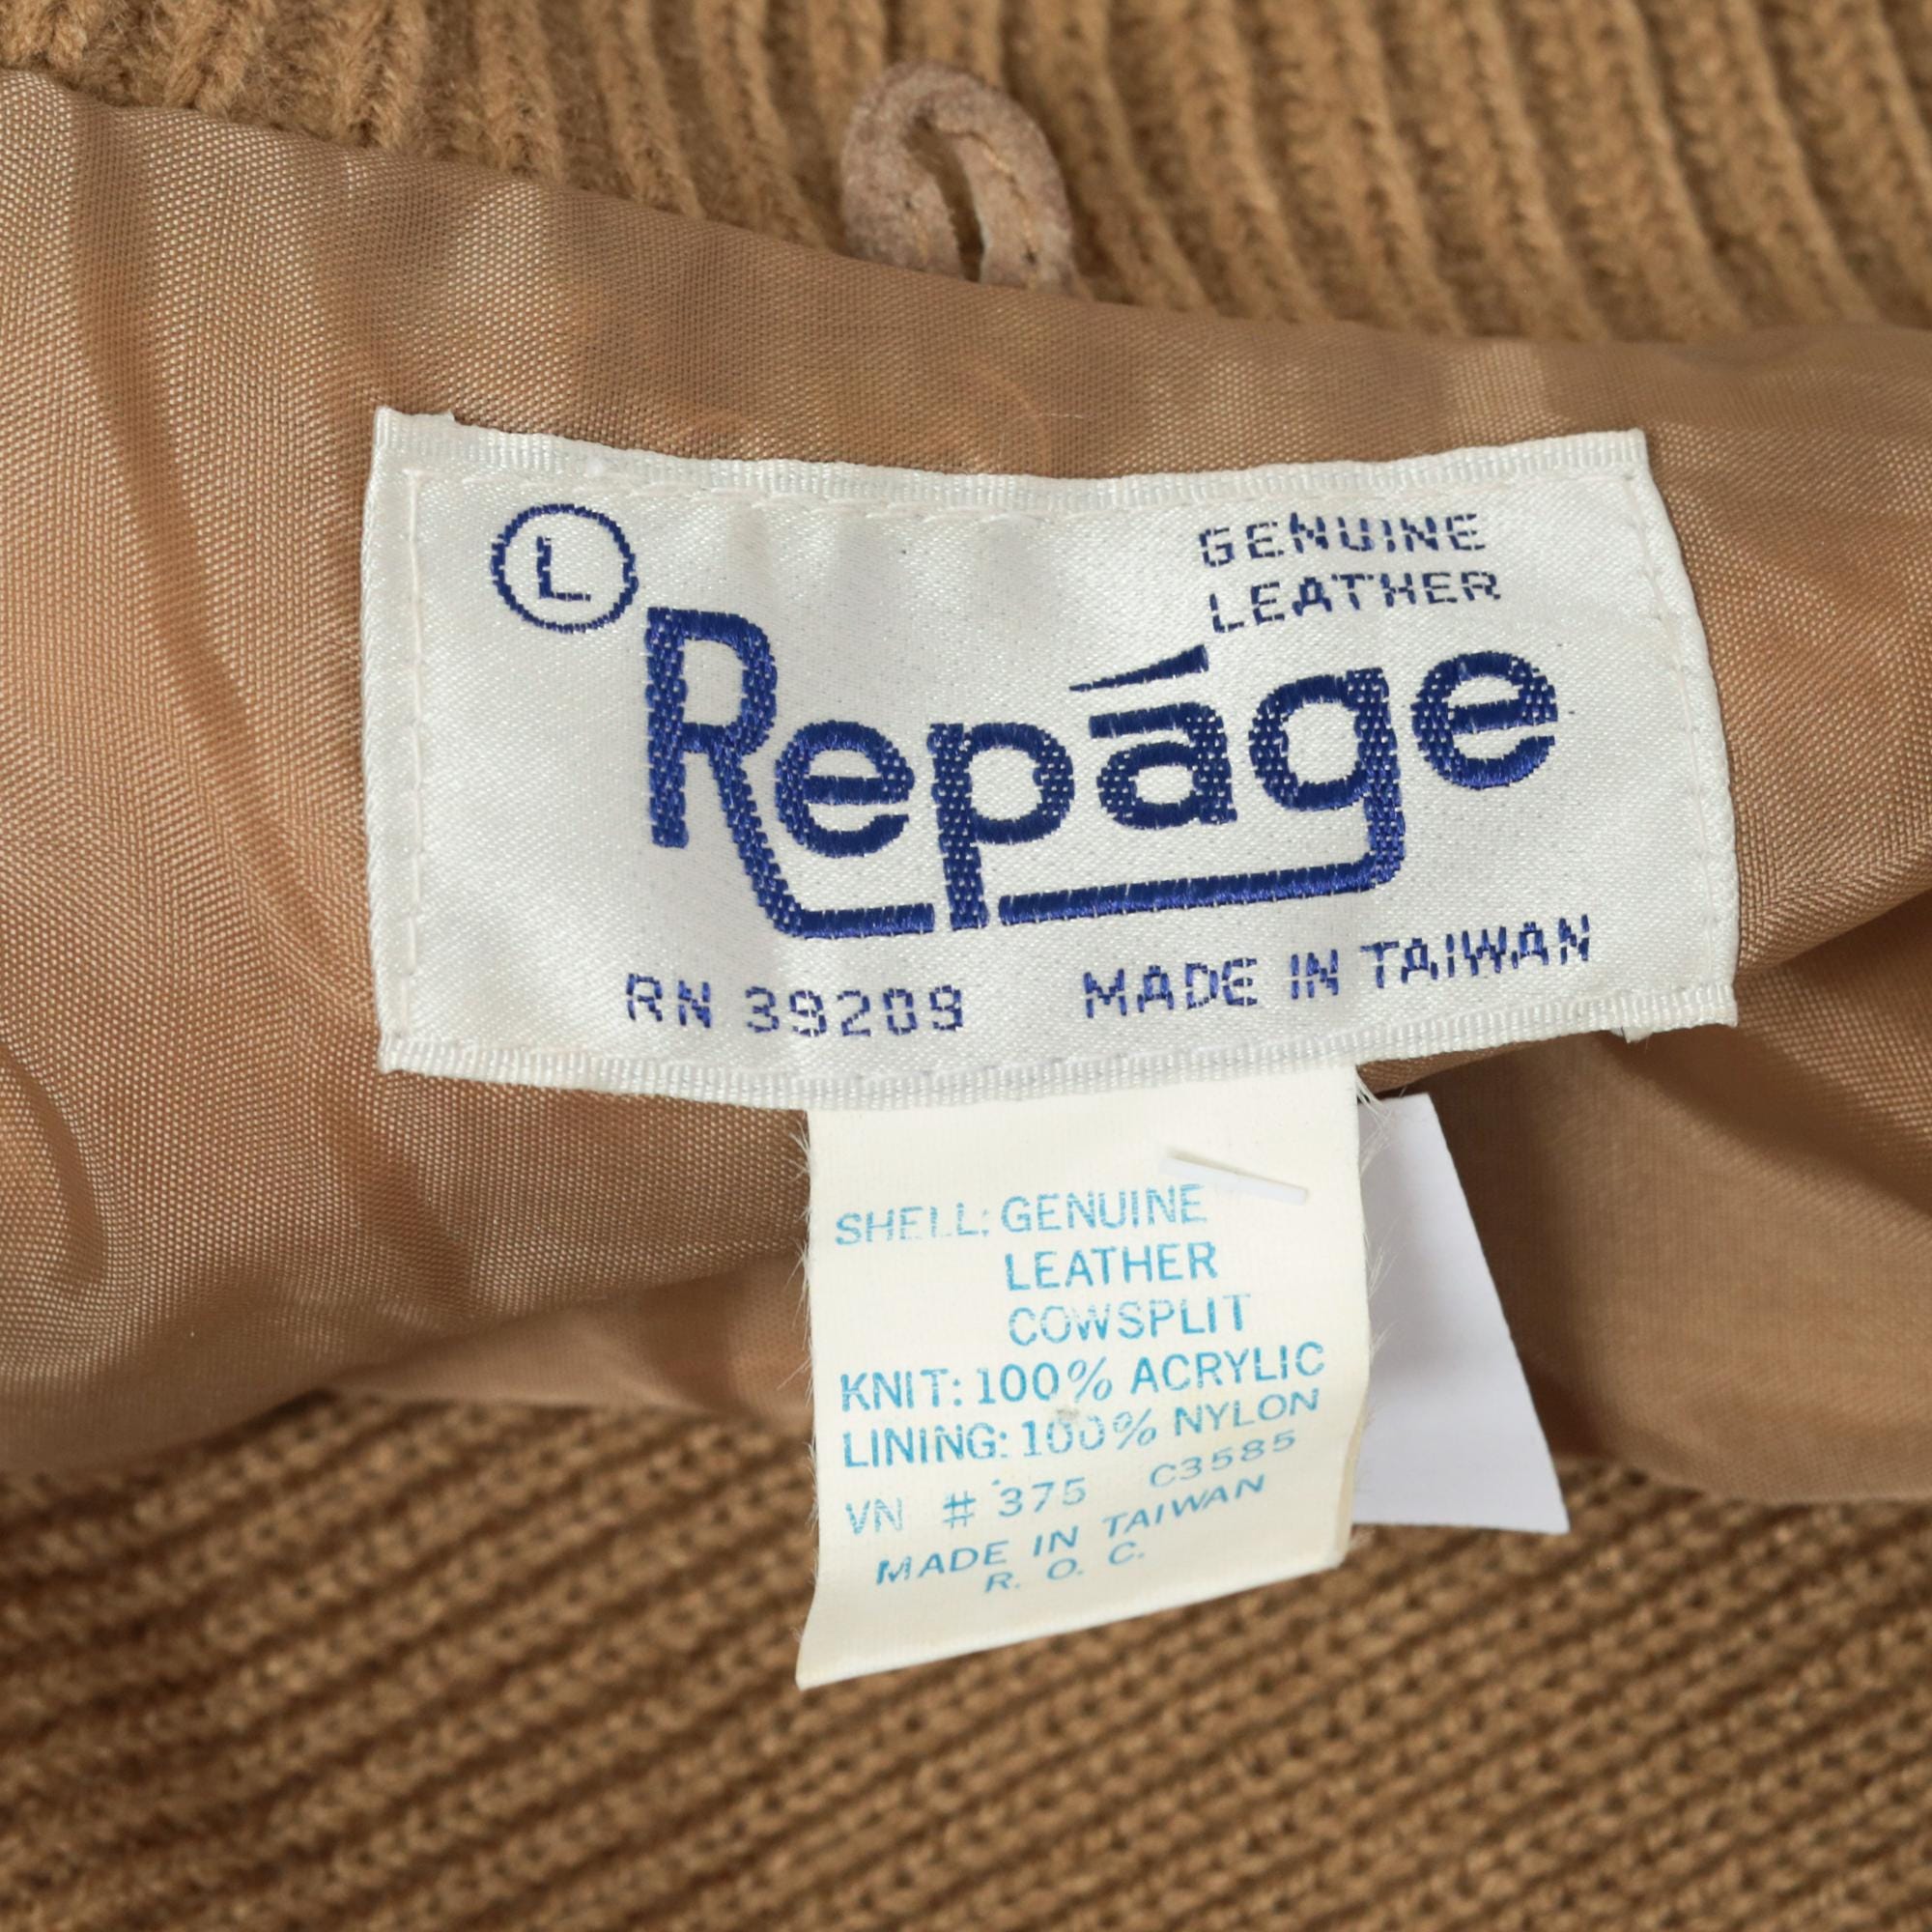 L
GENUINE
LEATHER
Repáge
RN 39209 MADE IN TAIWAN
SHELL: GENUINE
LEATHER
COWSPLIT
KNIT: 100% ACRYLIC
LINING: 100% NYLON
VN # 375 C3585
MADE IN TAIWAN
R. O. C.